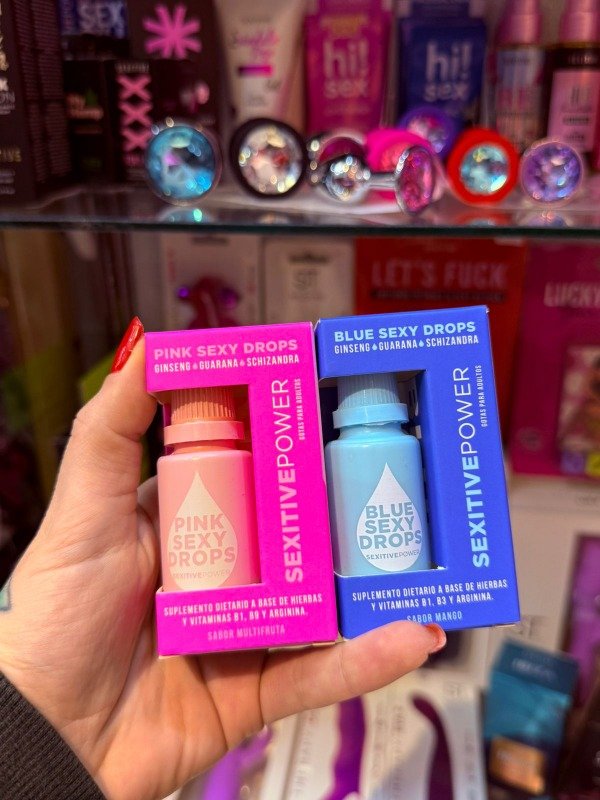 SEX
hi!
sex
hi!
sex
LET'S FUCK
LUCKY
PINK SEXY DROPS
GINSENG GUARANA SCHIZANDRA
SEXITIVEPOWER
GOTAS PARA ADULTOS
PINK
SEXY
DROPS
SEXITIVEPOWER
SUPLEMENTO DIETARIO A BASE DE HIERBAS
Y VITAMINAS B1, B9 Y ARGININA.
SABOR MULTIFRUTA
BLUE SEXY DROPS
GINSENG GUARANA SCHIZANDRA
SEXITIVEPOWER
GOTAS PARA ADULTOS
BLUE
SEXY
DROPS
SEXITIVEPOWER
SUPLEMENTO DIETARIO A BASE DE HIERBAS
Y VITAMINAS B1, B3 Y ARGININA.
SABOR MANGO